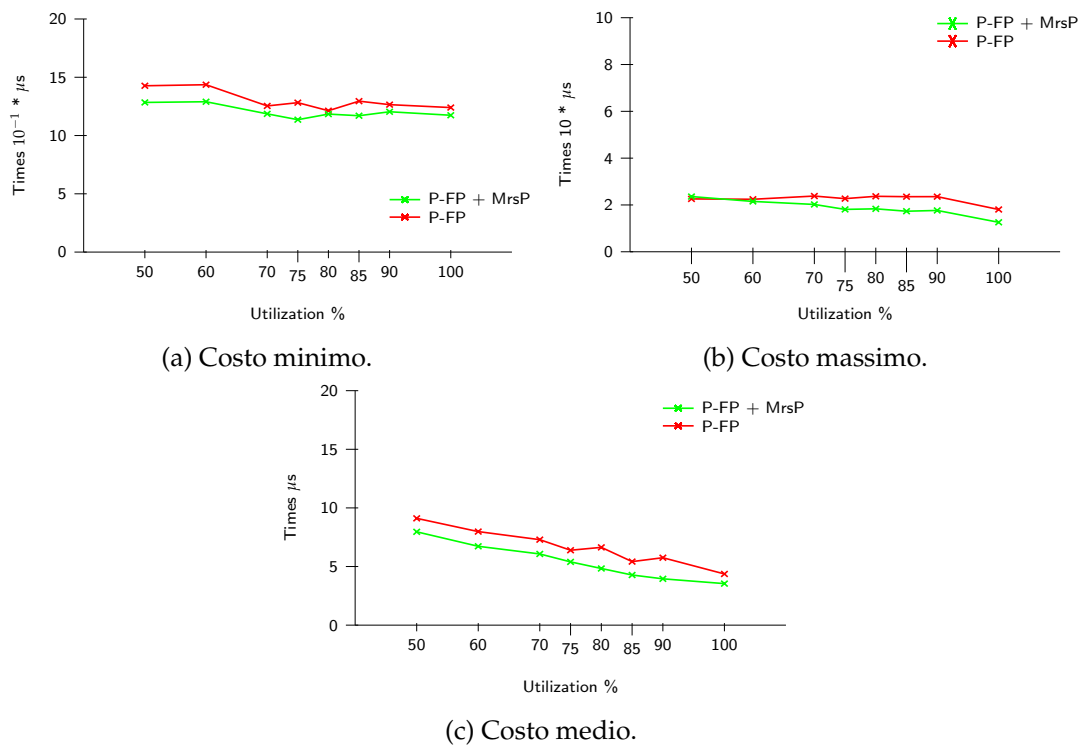 20
15
10
5
0
Times 10⁻¹ * µs
50 60 70 75 80 85 90 100
Utilization %
P-FP + MrsP
P-FP
(a) Costo minimo.
10
8
6
4
2
0
Times 10 * µs
50 60 70 75 80 85 90 100
Utilization %
P-FP + MrsP
P-FP
(b) Costo massimo.
20
15
10
5
0
Times µs
50 60 70 75 80 85 90 100
Utilization %
P-FP + MrsP
P-FP
(c) Costo medio.